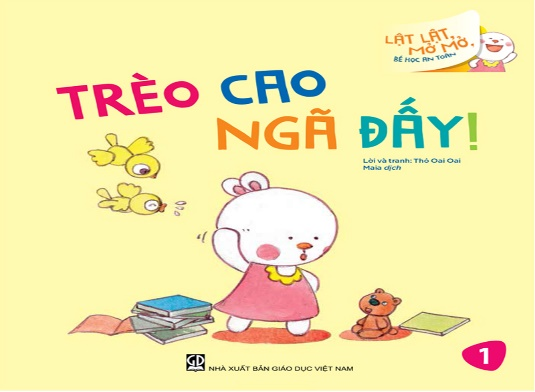 LẬT LẬT,
MỞ MỞ,
BÉ HỌC AN TOÀN
TRÈO CAO
NGÃ ĐẤY!
Lời và tranh: Thỏ Oai Oai
Maia dịch
NHÀ XUẤT BẢN GIÁO DỤC VIỆT NAM
1